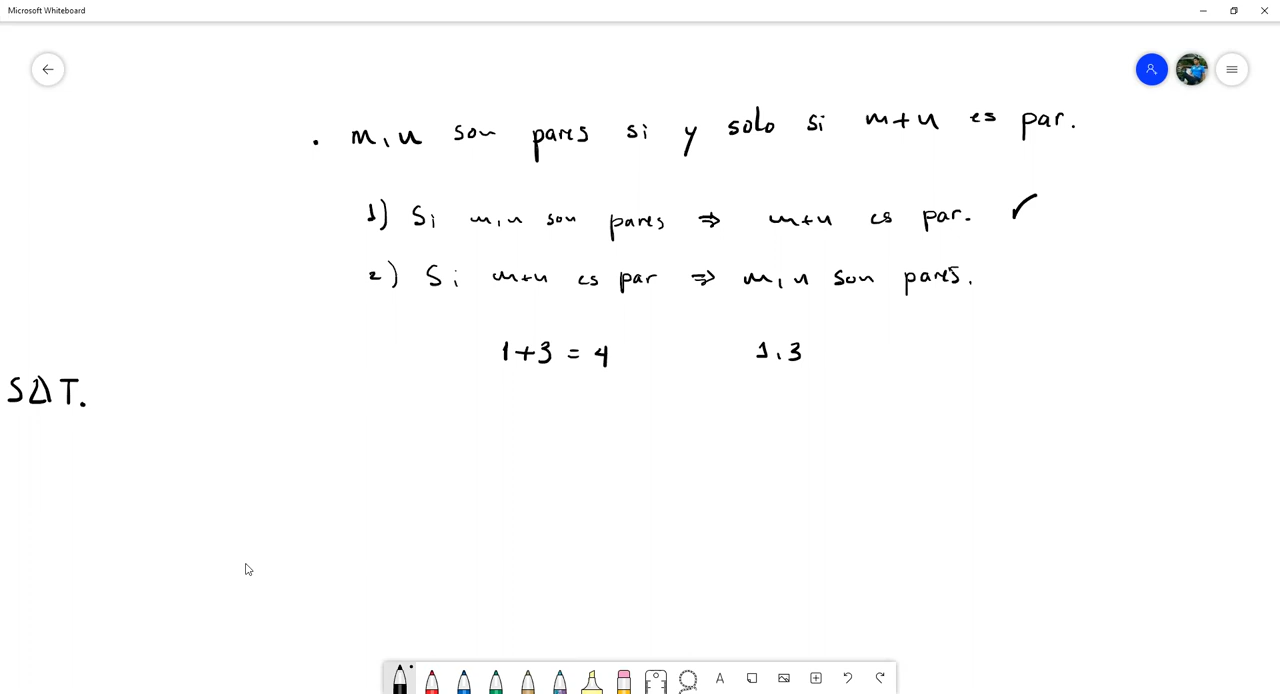 Microsoft Whiteboard
. m, n son pares si y solo si m+n es par.
1) Si m, n son pares ⇒ m+n es par. ✓
2) Si m+n es par ⇒ m, n son pares.
1+3 = 4 1, 3
SΔT.